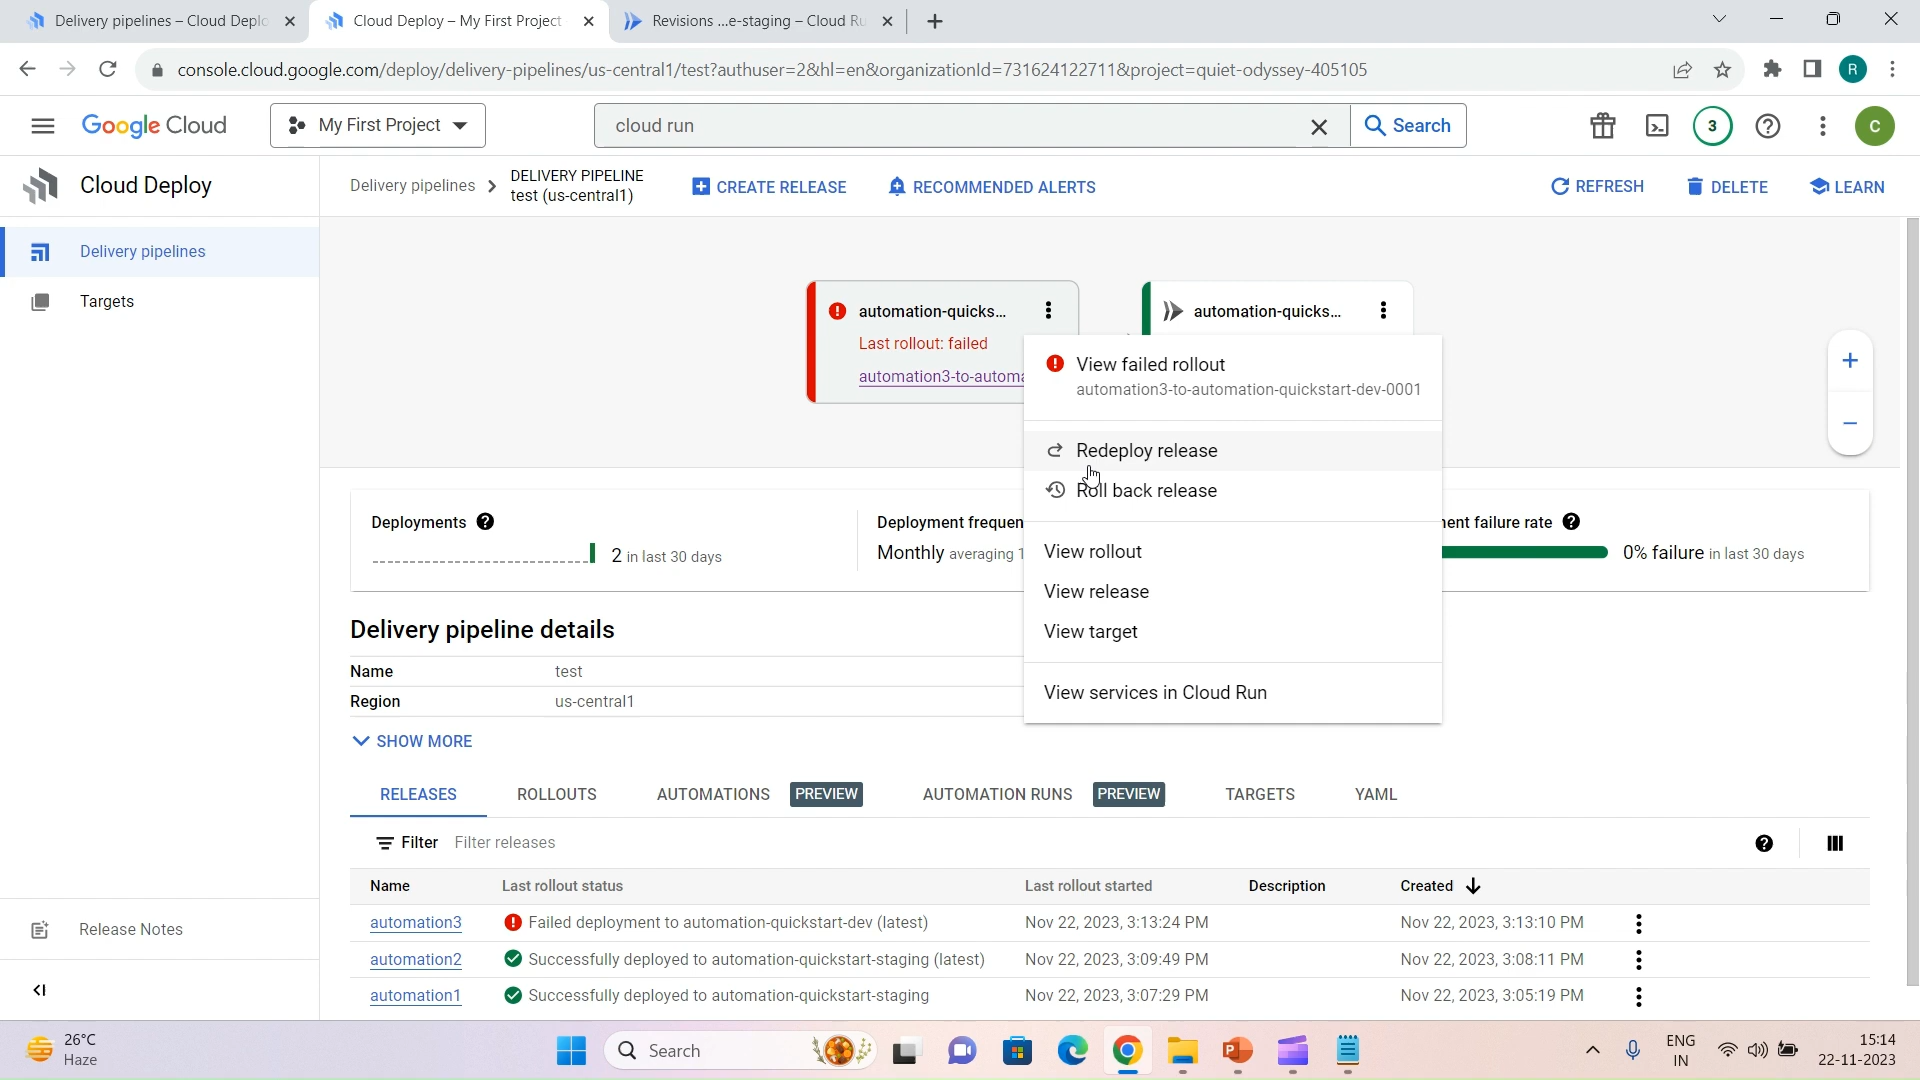 Delivery pipelines – Cloud Deplo
Cloud Deploy – My First Project
Revisions ...e-staging – Cloud Ru
console.cloud.google.com/deploy/delivery-pipelines/us-central1/test?authuser=2&hl=en&organizationId=731624122711&project=quiet-odyssey-405105
R
Google Cloud
My First Project
cloud run
Search
3
C
Cloud Deploy
Delivery pipelines
DELIVERY PIPELINE
test (us-central1)
CREATE RELEASE
RECOMMENDED ALERTS
REFRESH
DELETE
LEARN
Delivery pipelines
Targets
automation-quicks...
Last rollout: failed
automation3-to-automa
automation-quicks...
View failed rollout
automation3-to-automation-quickstart-dev-0001
Redeploy release
Roll back release
View rollout
View release
View target
View services in Cloud Run
Deployments
2 in last 30 days
Deployment frequen
Monthly averaging 1
ent failure rate
0% failure in last 30 days
Delivery pipeline details
Name test
Region us-central1
SHOW MORE
RELEASES ROLLOUTS AUTOMATIONS PREVIEW AUTOMATION RUNS PREVIEW TARGETS YAML
Filter Filter releases
Name Last rollout status Last rollout started Description Created
automation3 Failed deployment to automation-quickstart-dev (latest) Nov 22, 2023, 3:13:24 PM Nov 22, 2023, 3:13:10 PM
automation2 Successfully deployed to automation-quickstart-staging (latest) Nov 22, 2023, 3:09:49 PM Nov 22, 2023, 3:08:11 PM
automation1 Successfully deployed to automation-quickstart-staging Nov 22, 2023, 3:07:29 PM Nov 22, 2023, 3:05:19 PM
Release Notes
26°C
Haze
Search
ENG
IN
15:14
22-11-2023